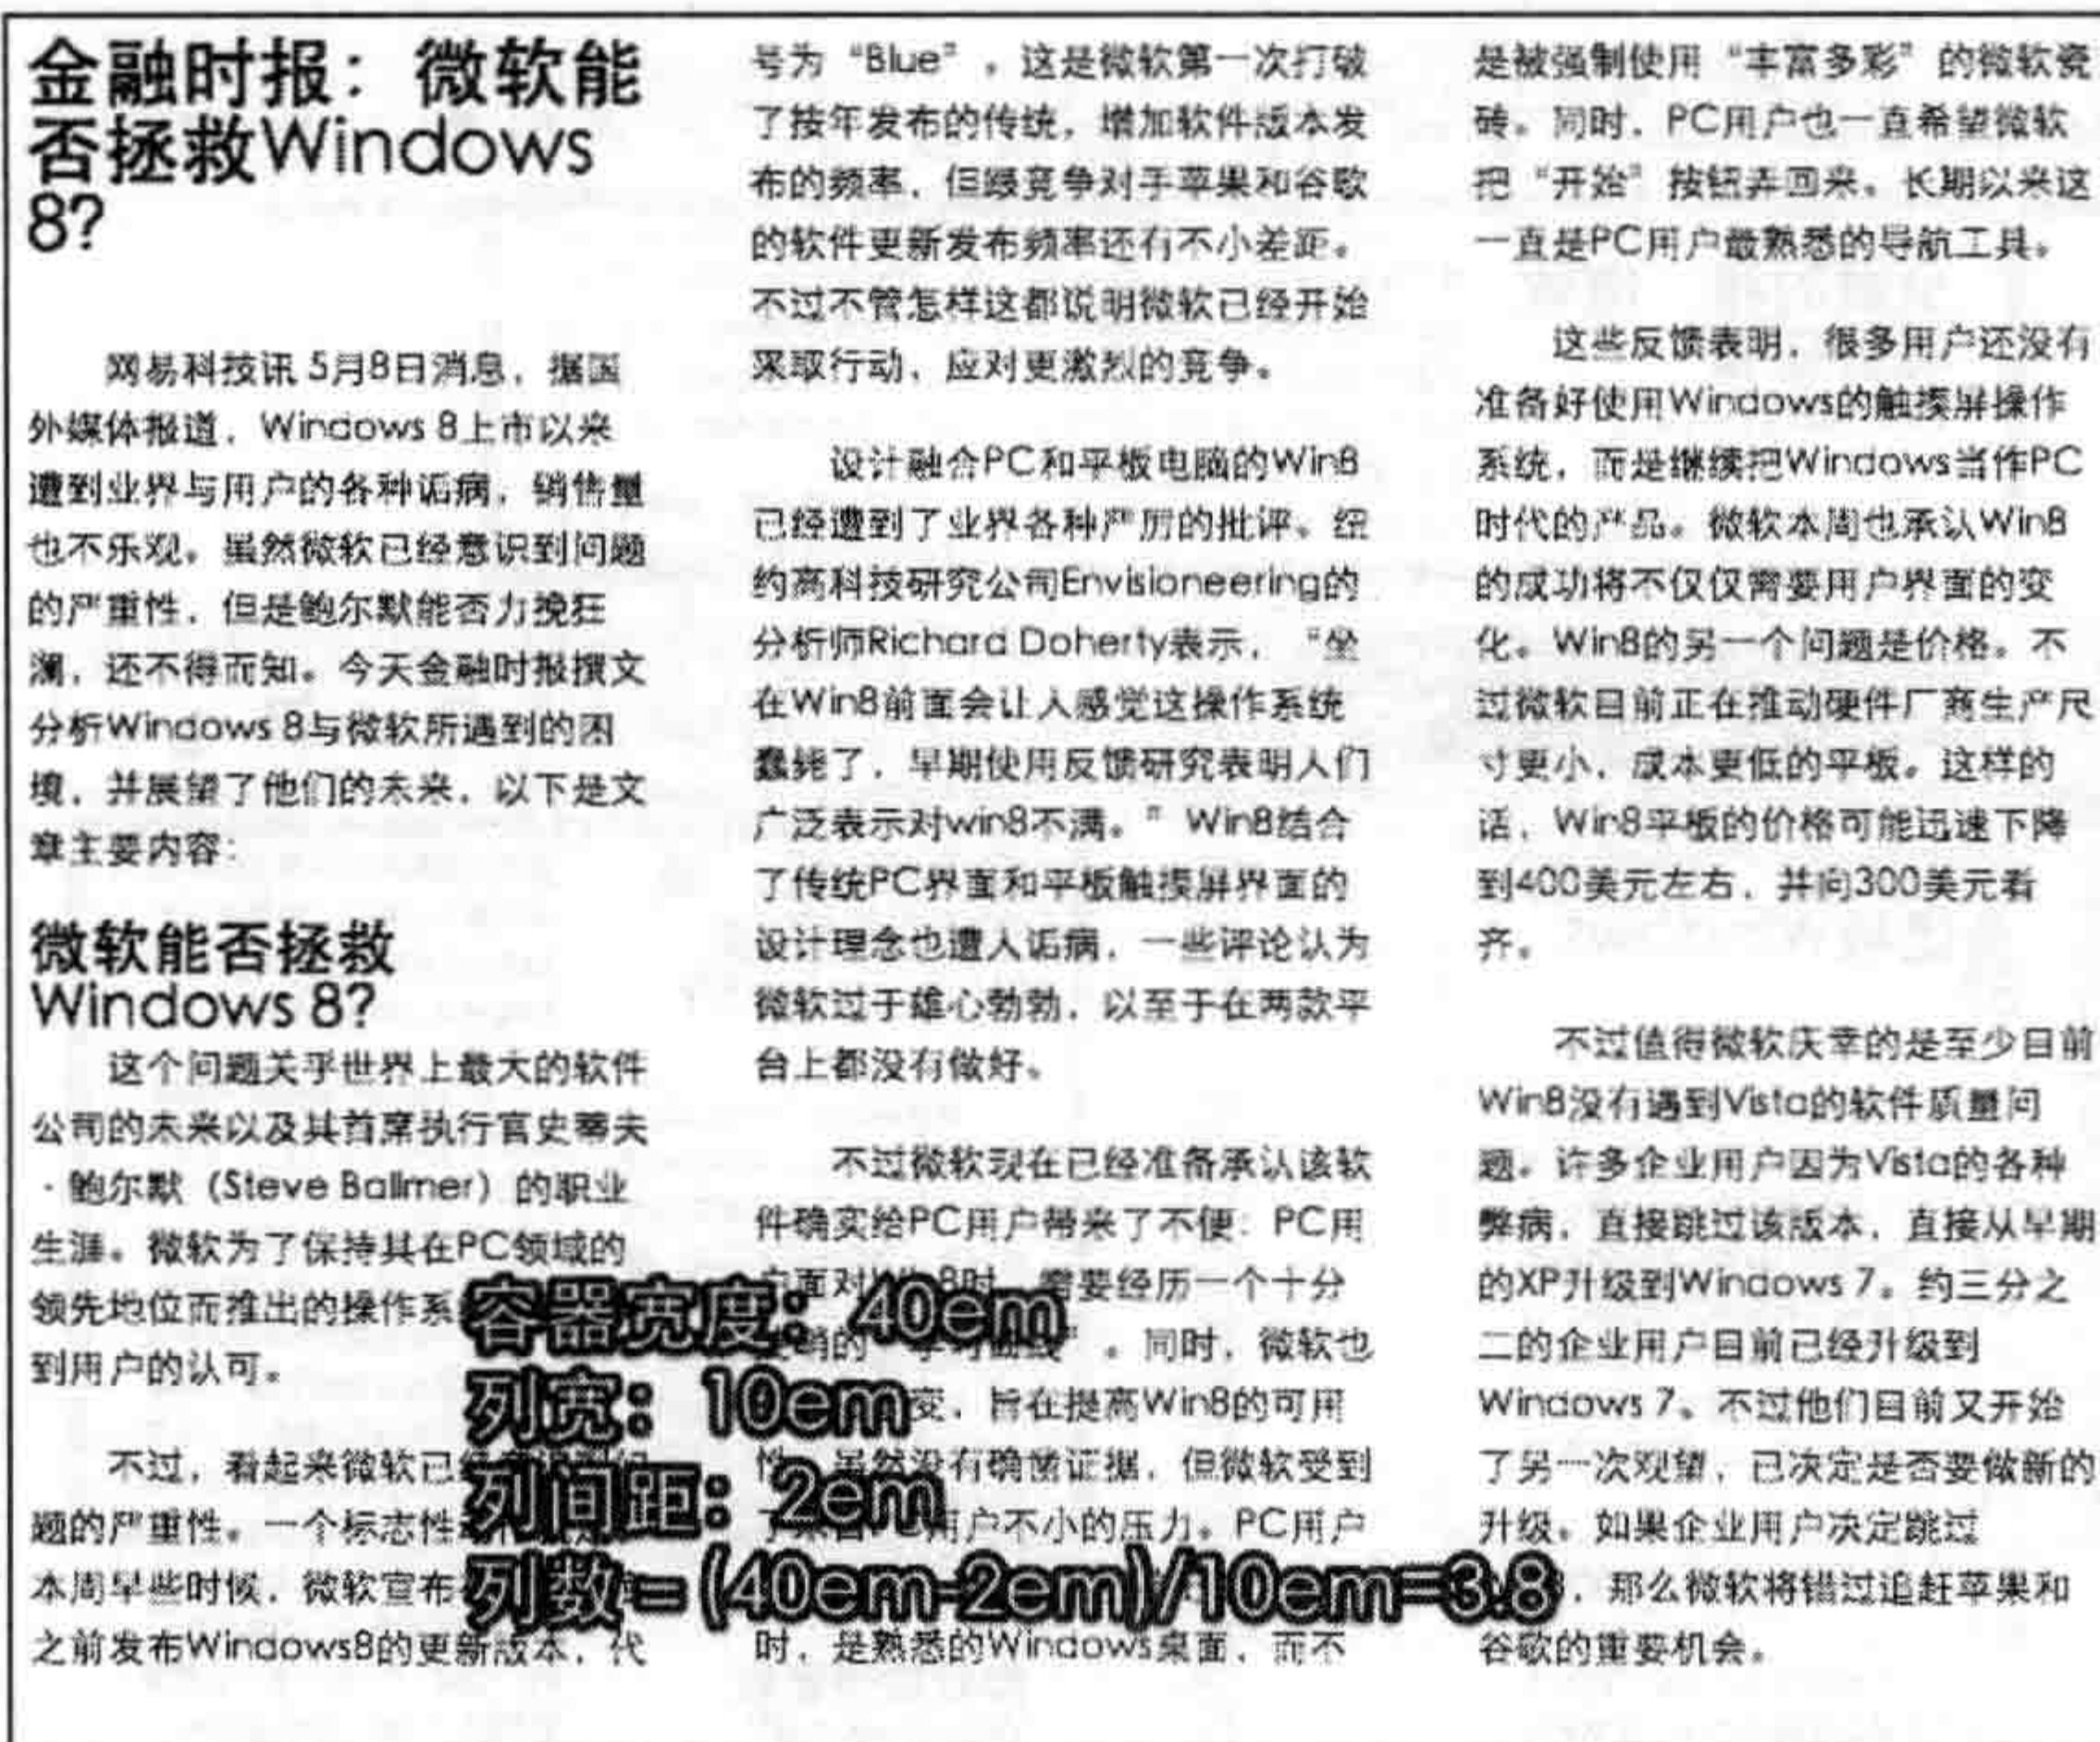 金融时报：微软能
否拯救Windows
8?
网易科技讯 5月8日消息，据国
外媒体报道，Windows 8上市以来
遭到业界与用户的各种诟病，销售量
也不乐观。虽然微软已经意识到问题
的严重性，但是鲍尔默能否力挽狂
澜，还不得而知。今天金融时报撰文
分析Windows 8与微软所遇到的困
境，并展望了他们的未来，以下是文
章主要内容：
微软能否拯救
Windows 8?
这个问题关乎世界上最大的软件
公司的未来以及其首席执行官史蒂夫
·鲍尔默（Steve Ballmer）的职业
生涯。微软为了保持其在PC领域的
领先地位而推出的操作系
到用户的认可。
不过，看起来微软已经
题的严重性。一个标志性
本周早些时候，微软宣布
之前发布Windows8的更新版本，代
号为“Blue”，这是微软第一次打破
了按年发布的传统，增加软件版本发
布的频率，但跟竞争对手苹果和谷歌
的软件更新发布频率还有不小差距。
不过不管怎样这都说明微软已经开始
采取行动，应对更激烈的竞争。
设计融合PC和平板电脑的Win8
已经遭到了业界各种严厉的批评。纽
约高科技研究公司Envisioneering的
分析师Richard Doherty表示，“坐
在Win8前面会让人感觉这操作系统
蠢毙了，早期使用反馈研究表明人们
广泛表示对win8不满。”Win8结合
了传统PC界面和平板触摸屏界面的
设计理念也遭人诟病，一些评论认为
微软过于雄心勃勃，以至于在两款平
台上都没有做好。
不过微软现在已经准备承认该软
件确实给PC用户带来了不便：PC用
面对 8时，需要经历一个十分
的 。同时，微软也
变，旨在提高Win8的可用
性。虽然没有确凿证据，但微软受到
用户不小的压力。PC用户
时，是熟悉的Windows桌面，而不
是被强制使用“丰富多彩”的微软瓷
砖。同时，PC用户也一直希望微软
把“开始”按钮弄回来。长期以来这
一直是PC用户最熟悉的导航工具。
这些反馈表明，很多用户还没有
准备好使用Windows的触摸屏操作
系统，而是继续把Windows当作PC
时代的产品。微软本周也承认Win8
的成功将不仅仅需要用户界面的变
化。Win8的另一个问题是价格。不
过微软目前正在推动硬件厂商生产尺
寸更小，成本更低的平板。这样的
话，Win8平板的价格可能迅速下降
到400美元左右，并向300美元看
齐。
不过值得微软庆幸的是至少目前
Win8没有遇到Vista的软件质量问
题。许多企业用户因为Vista的各种
弊病，直接跳过该版本，直接从早期
的XP升级到Windows 7。约三分之
二的企业用户目前已经升级到
Windows 7。不过他们目前又开始
了另一次观望，已决定是否要做新的
升级。如果企业用户决定跳过
，那么微软将错过追赶苹果和
谷歌的重要机会。
容器宽度：40em
列宽：10em
列间距：2em
列数=(40em-2em)/10em=3.8